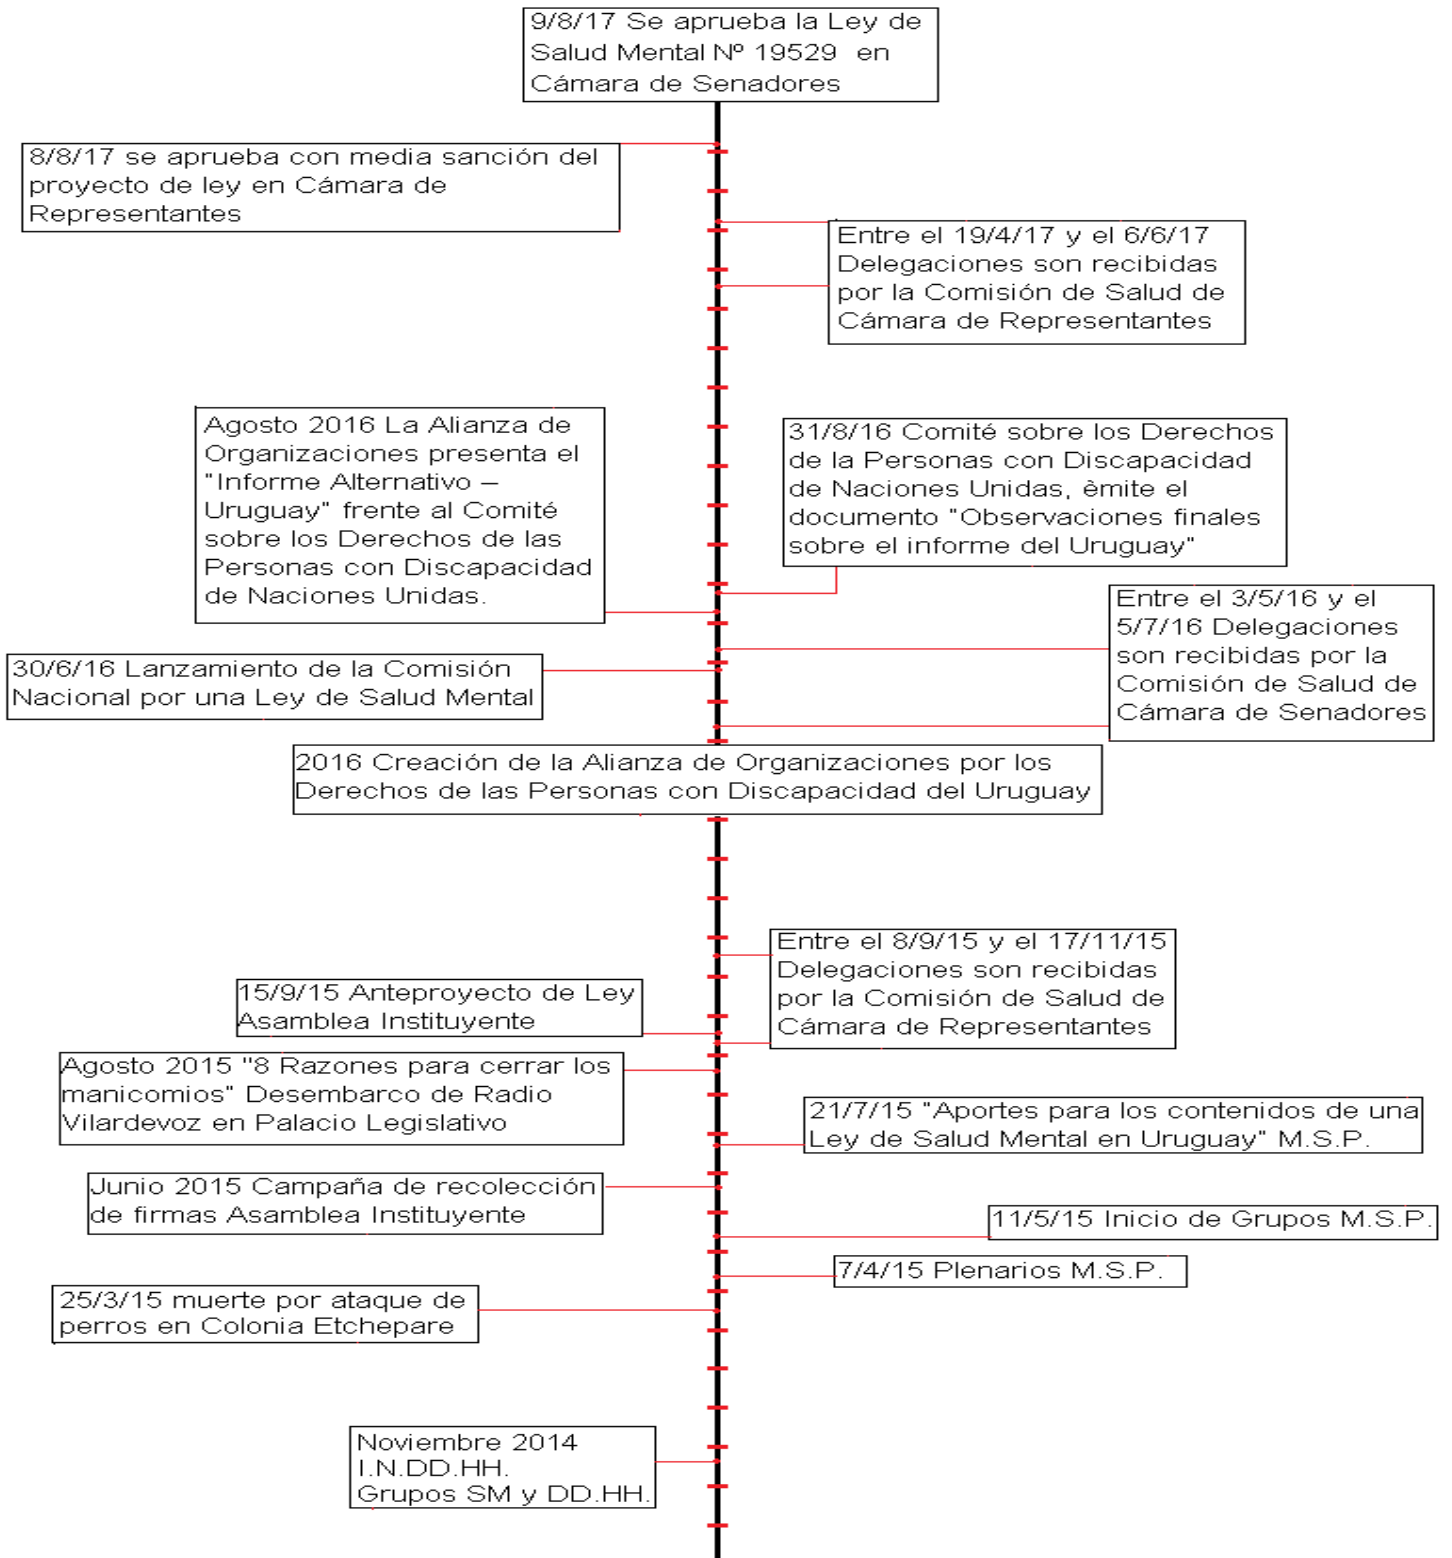 9/8/17 Se aprueba la Ley de
Salud Mental Nº 19529 en
Cámara de Senadores
8/8/17 se aprueba con media sanción del
proyecto de ley en Cámara de
Representantes
Entre el 19/4/17 y el 6/6/17
Delegaciones son recibidas
por la Comisión de Salud de
Cámara de Representantes
Agosto 2016 La Alianza de
Organizaciones presenta el
"Informe Alternativo –
Uruguay" frente al Comité
sobre los Derechos de las
Personas con Discapacidad
de Naciones Unidas.
31/8/16 Comité sobre los Derechos
de la Personas con Discapacidad
de Naciones Unidas, èmite el
documento "Observaciones finales
sobre el informe del Uruguay"
Entre el 3/5/16 y el
5/7/16 Delegaciones
son recibidas por la
Comisión de Salud de
Cámara de Senadores
30/6/16 Lanzamiento de la Comisión
Nacional por una Ley de Salud Mental
2016 Creación de la Alianza de Organizaciones por los
Derechos de las Personas con Discapacidad del Uruguay
Entre el 8/9/15 y el 17/11/15
Delegaciones son recibidas
por la Comisión de Salud de
Cámara de Representantes
15/9/15 Anteproyecto de Ley
Asamblea Instituyente
Agosto 2015 "8 Razones para cerrar los
manicomios" Desembarco de Radio
Vilardevoz en Palacio Legislativo
21/7/15 "Aportes para los contenidos de una
Ley de Salud Mental en Uruguay" M.S.P.
Junio 2015 Campaña de recolección
de firmas Asamblea Instituyente
11/5/15 Inicio de Grupos M.S.P.
7/4/15 Plenarios M.S.P.
25/3/15 muerte por ataque de
perros en Colonia Etchepare
Noviembre 2014
I.N.DD.HH.
Grupos SM y DD.HH.